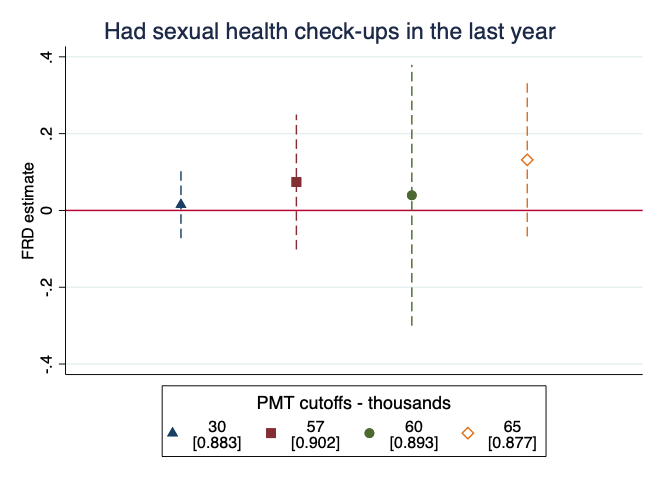 Had sexual health check-ups in the last year
FRD estimate
.4
.2
0
-.2
-.4
PMT cutoffs - thousands
30 57 60 65
[0.883] [0.902] [0.893] [0.877]